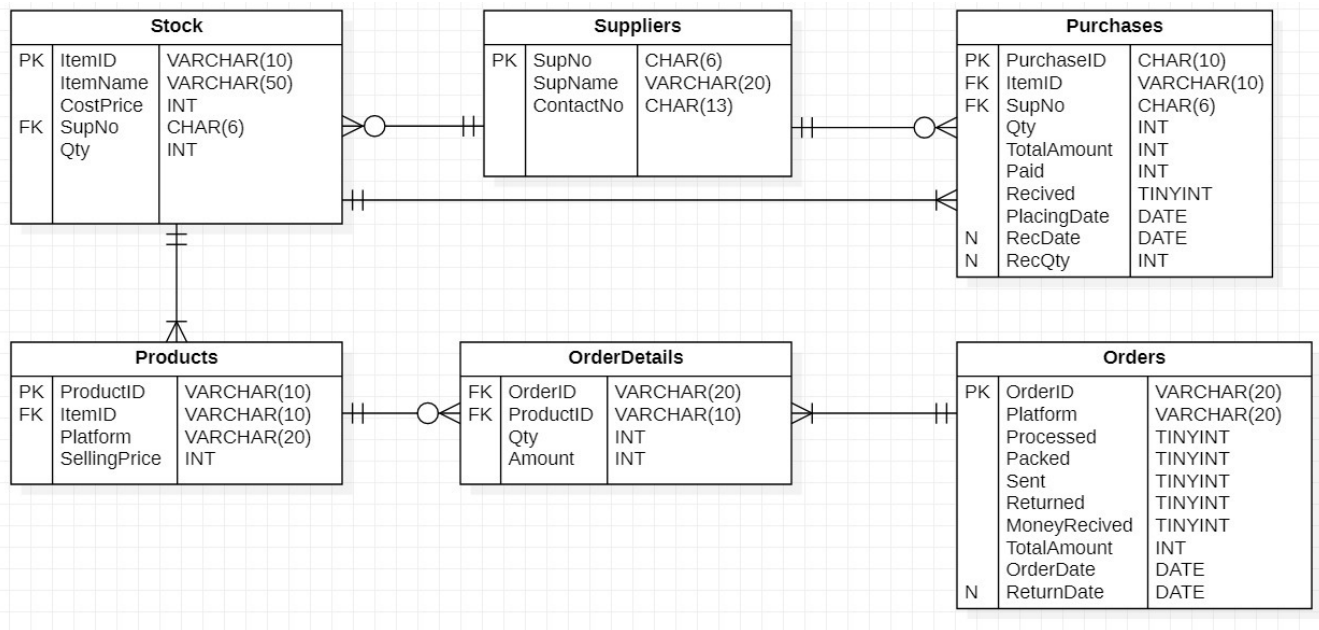 Stock
PK ItemID VARCHAR(10)
ItemName VARCHAR(50)
CostPrice INT
FK SupNo CHAR(6)
Qty INT
Suppliers
PK SupNo CHAR(6)
SupName VARCHAR(20)
ContactNo CHAR(13)
Purchases
PK PurchaseID CHAR(10)
FK ItemID VARCHAR(10)
FK SupNo CHAR(6)
Qty INT
TotalAmount INT
Paid INT
Recived TINYINT
PlacingDate DATE
N RecDate DATE
N RecQty INT
Products
PK ProductID VARCHAR(10)
FK ItemID VARCHAR(10)
Platform VARCHAR(20)
SellingPrice INT
OrderDetails
FK OrderID VARCHAR(20)
FK ProductID VARCHAR(10)
Qty INT
Amount INT
Orders
PK OrderID VARCHAR(20)
Platform VARCHAR(20)
Processed TINYINT
Packed TINYINT
Sent TINYINT
Returned TINYINT
MoneyRecived TINYINT
TotalAmount INT
OrderDate DATE
N ReturnDate DATE